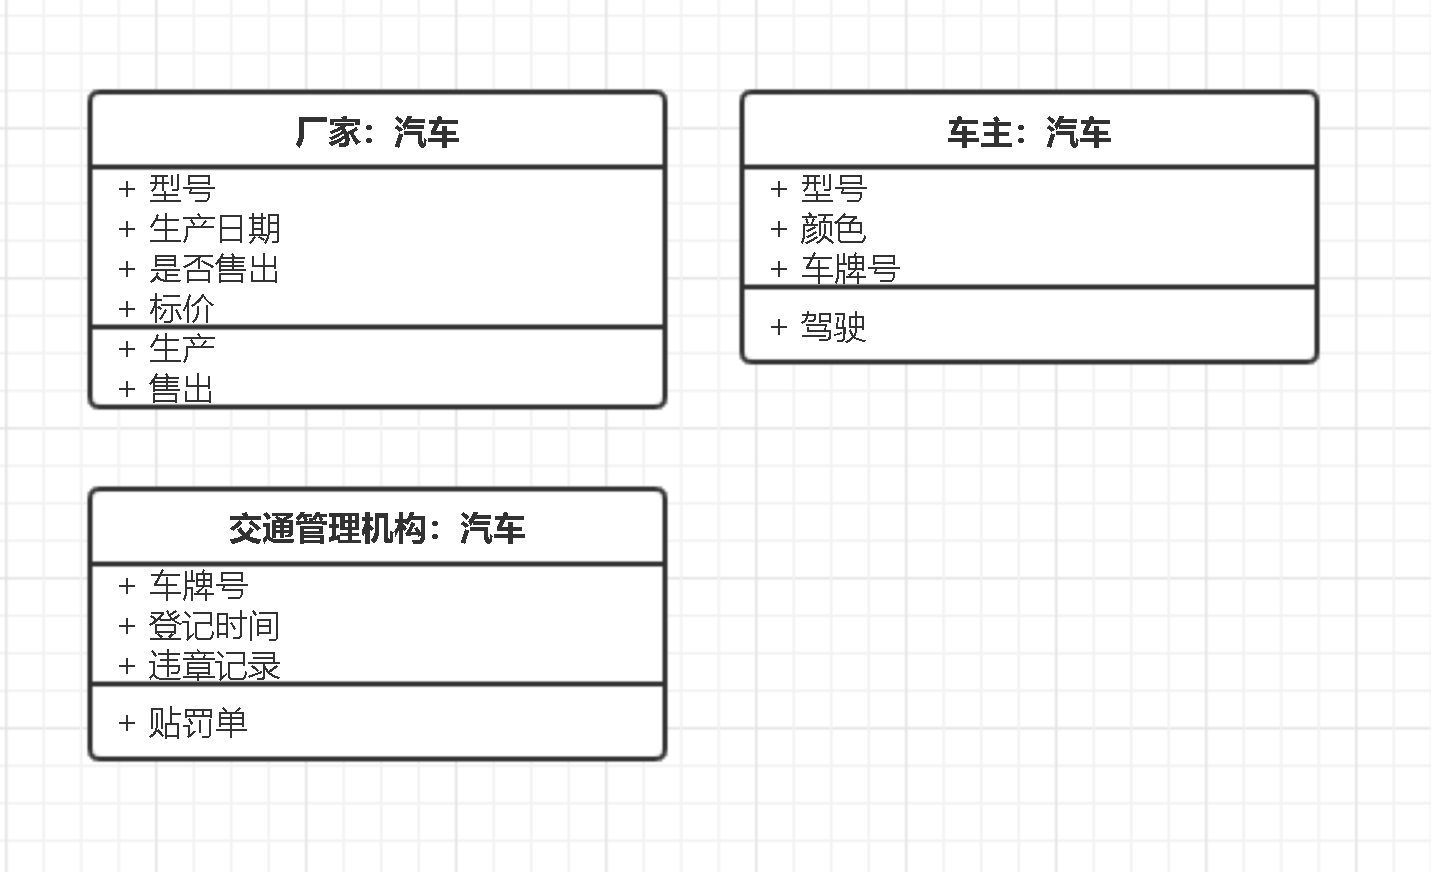 厂家：汽车
+ 型号
+ 生产日期
+ 是否售出
+ 标价
+ 生产
+ 售出
车主：汽车
+ 型号
+ 颜色
+ 车牌号
+ 驾驶
交通管理机构：汽车
+ 车牌号
+ 登记时间
+ 违章记录
+ 贴罚单